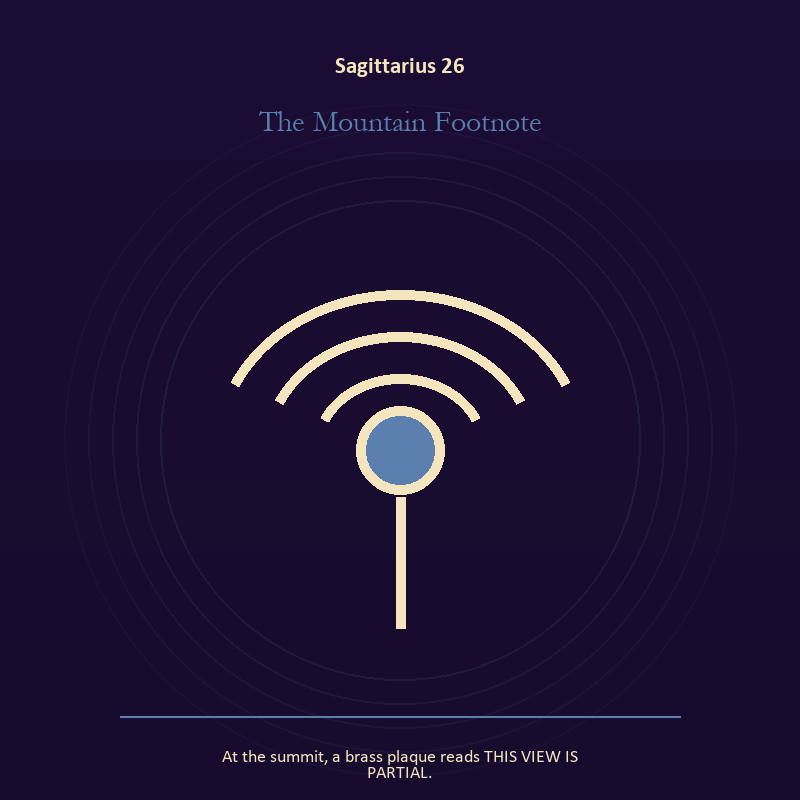 Sagittarius 26
The Mountain Footnote
At the summit, a brass plaque reads THIS VIEW IS
PARTIAL.